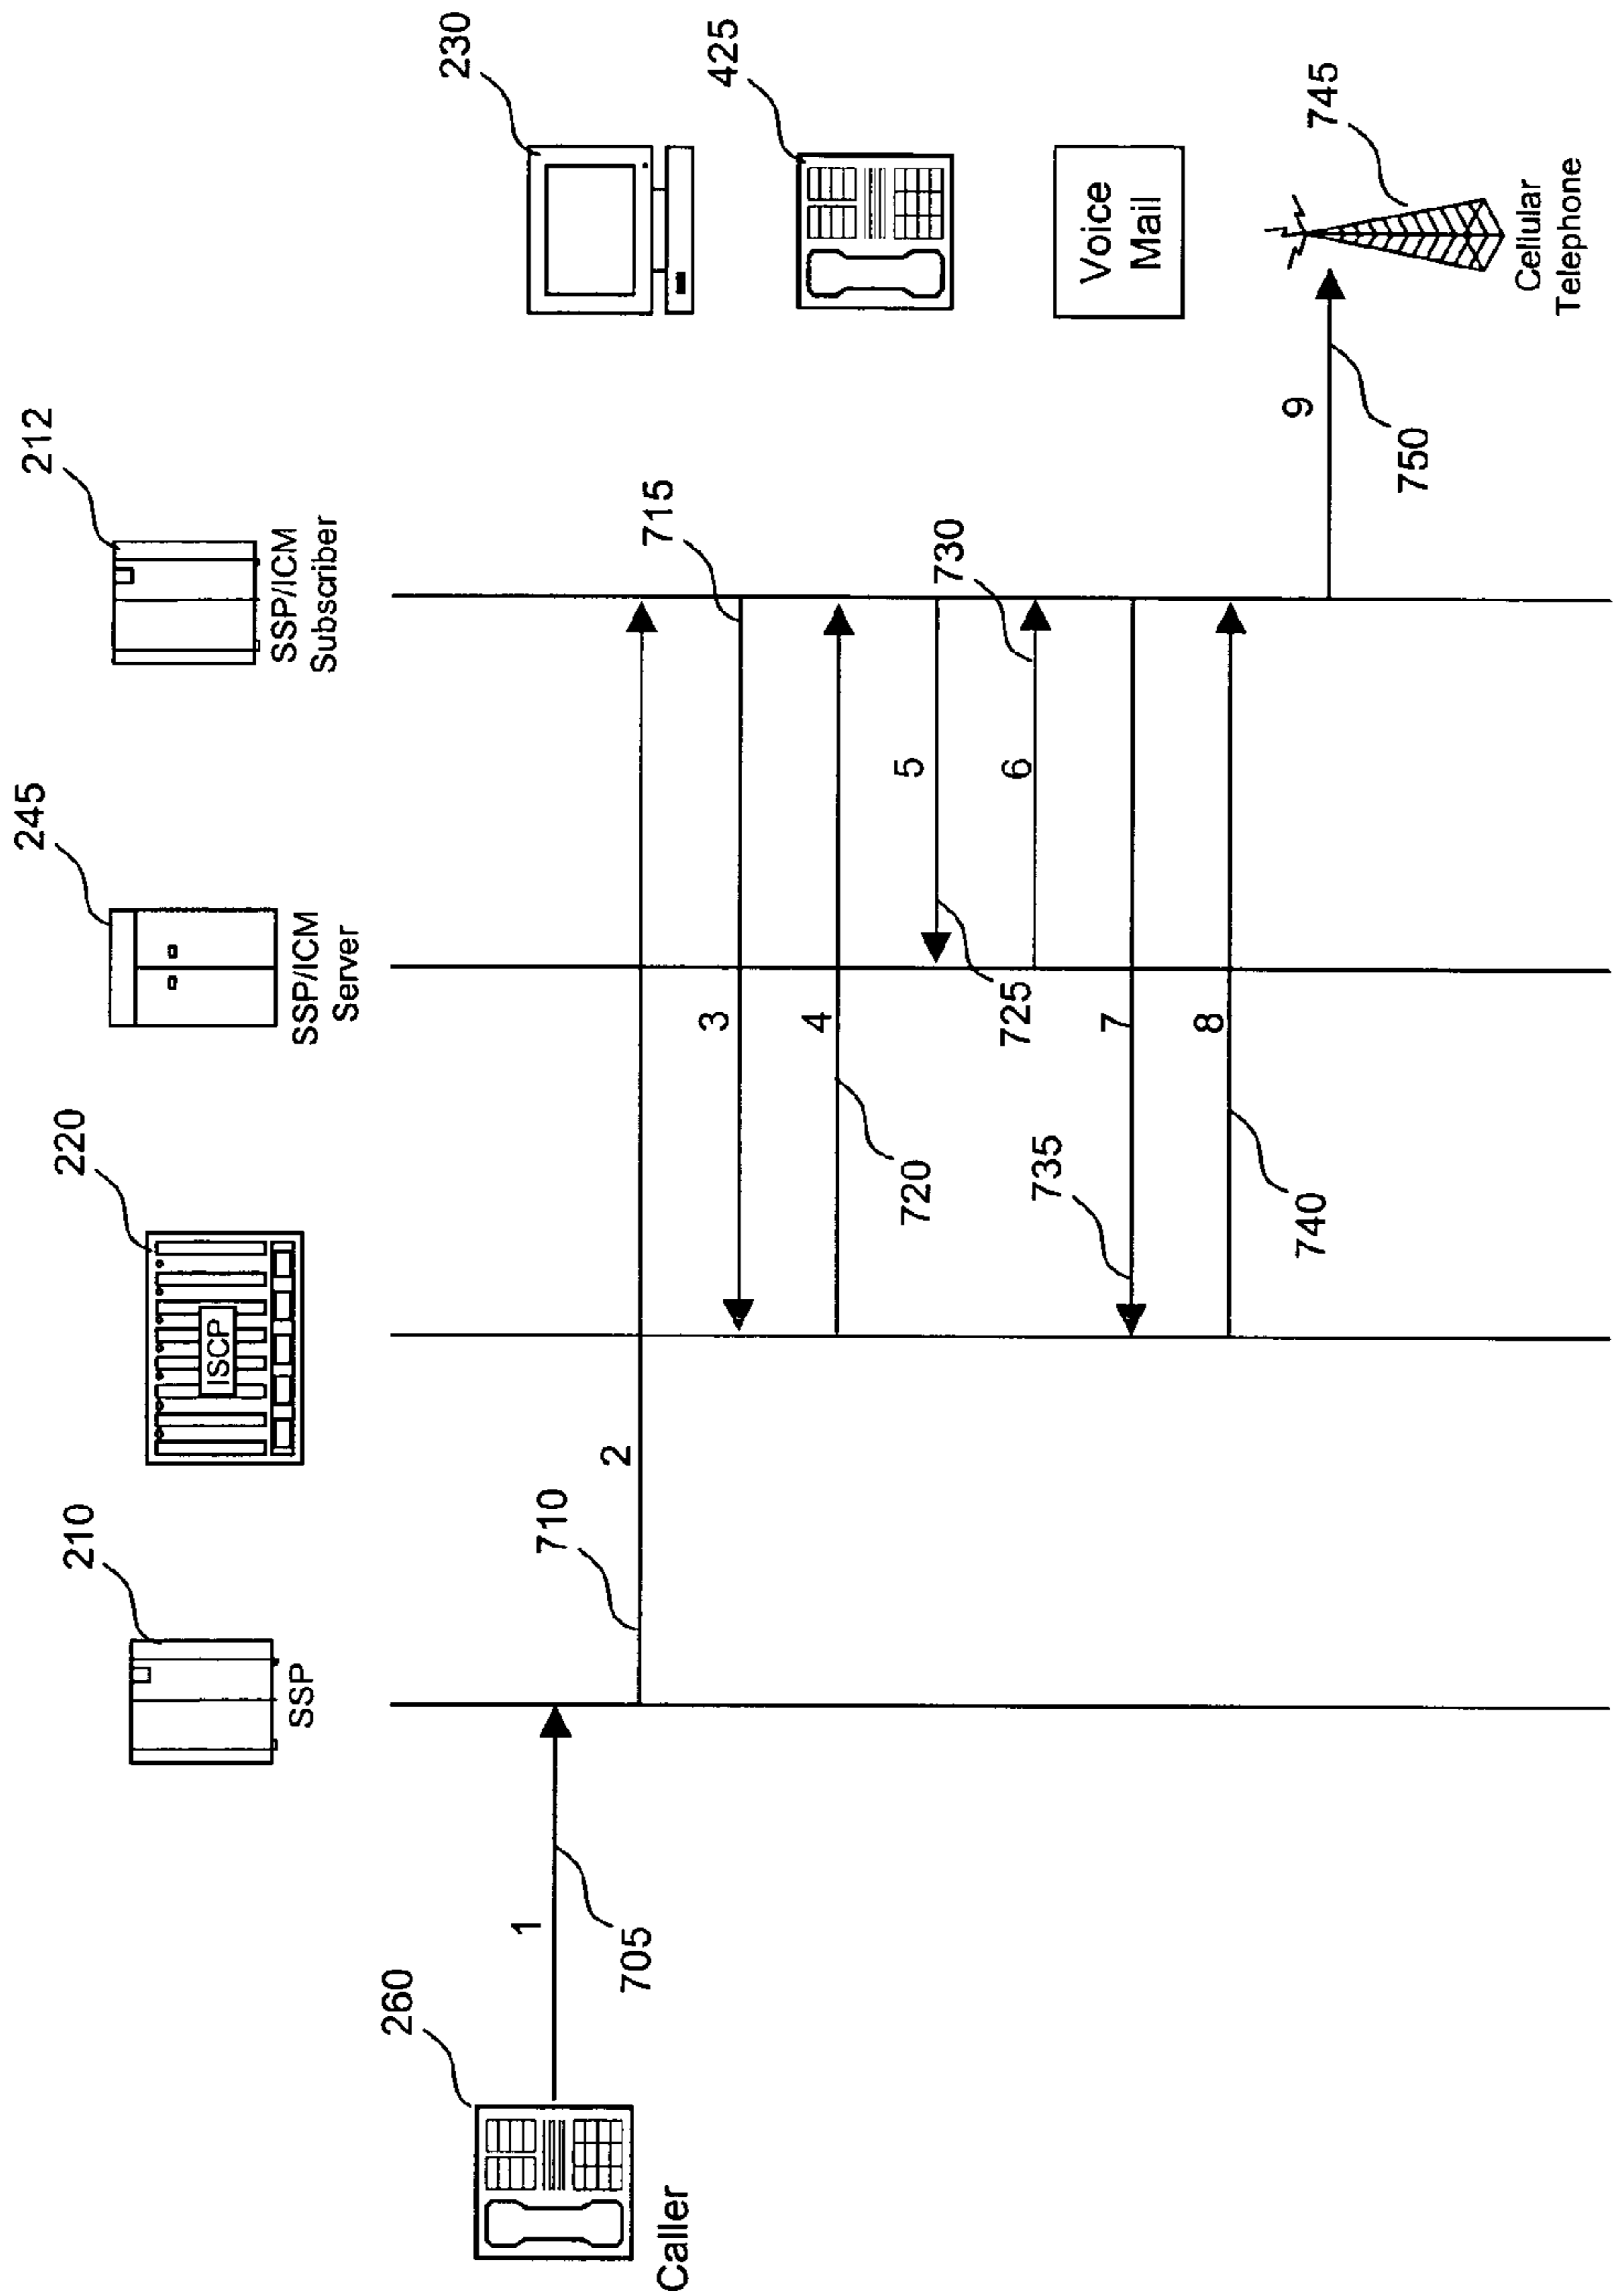 210
220
245
212
230
SSP
ISCP
SSP/ICM
Server
SSP/ICM
Subscriber
260
Caller
1
705
710
2
715
3
4
720
5
725
6
730
7
735
8
740
9
750
425
Voice
Mail
745
Cellular
Telephone